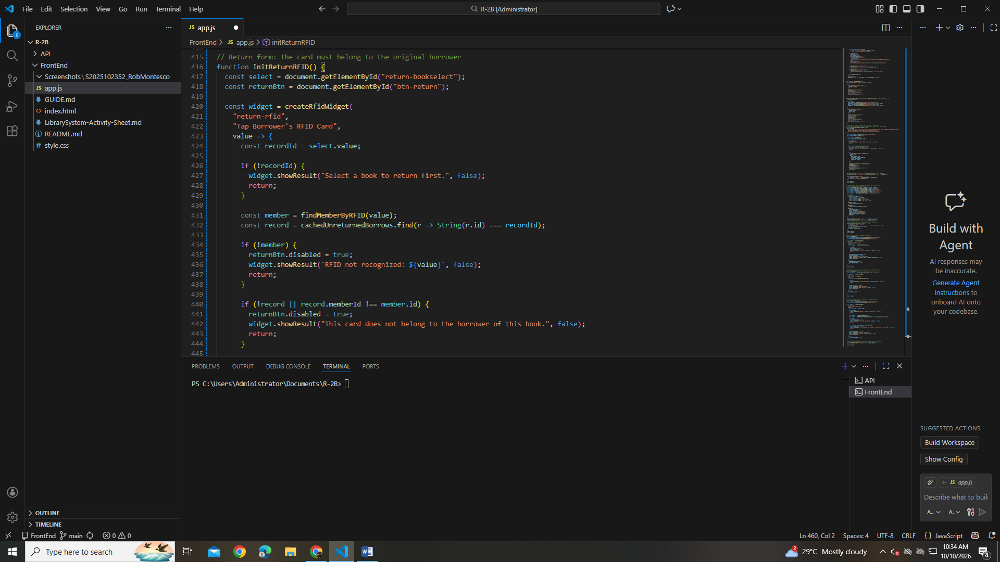 File Edit Selection View Go Run Terminal Help
R-2B [Administrator]
EXPLORER
R-2B
API
FrontEnd
Screenshots \ S2025102352_RobMontesco
JS app.js
GUIDE.md
index.html
LibrarySystem-Activity-Sheet.md
README.md
style.css
OUTLINE
TIMELINE
JS app.js
FrontEnd > JS app.js > initReturnRFID
415 // Return form: the card must belong to the original borrower
416 function initReturnRFID() {
417 const select = document.getElementById("return-bookselect");
418 const returnBtn = document.getElementById("btn-return");
419
420 const widget = createRfidWidget(
421 "return-rfid",
422 "Tap Borrower's RFID Card",
423 value => {
424 const recordId = select.value;
425
426 if (!recordId) {
427 widget.showResult("Select a book to return first.", false);
428 return;
429 }
430
431 const member = findMemberByRFID(value);
432 const record = cachedUnreturnedBorrows.find(r => String(r.id) === recordId);
433
434 if (!member) {
435 returnBtn.disabled = true;
436 widget.showResult(`RFID not recognized: ${value}`, false);
437 return;
438 }
439
440 if (!record || record.memberId !== member.id) {
441 returnBtn.disabled = true;
442 widget.showResult("This card does not belong to the borrower of this book.", false);
443 return;
444 }
445
PROBLEMS OUTPUT DEBUG CONSOLE TERMINAL PORTS
PS C:\Users\Administrator\Documents\R-2B>
API
FrontEnd
Build with
Agent
AI responses may
be inaccurate.
Generate Agent
Instructions to
onboard AI onto
your codebase.
SUGGESTED ACTIONS
Build Workspace
Show Config
JS app.js
Describe what to buil
A... A.
FrontEnd main 0 0
Ln 460, Col 2 Spaces: 4 UTF-8 CRLF { } JavaScript
Type here to search
29°C Mostly cloudy
10:34 AM
10/10/2026
4